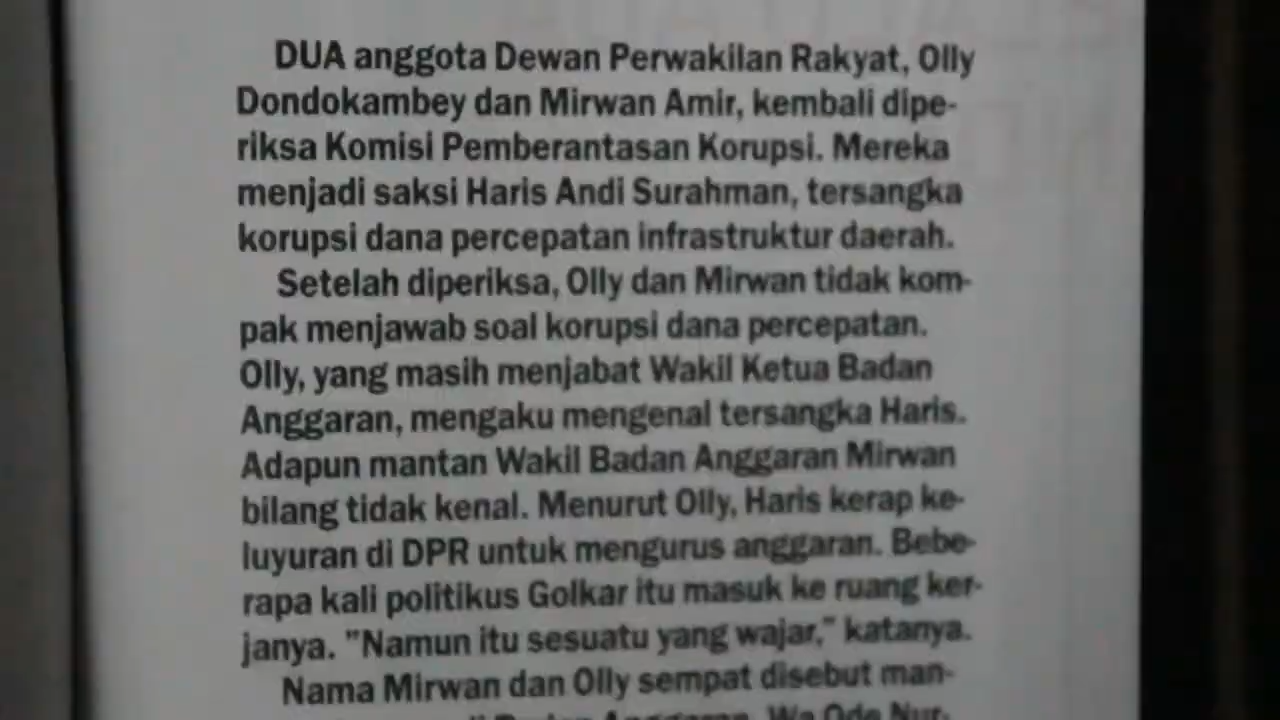 DUA anggota Dewan Perwakilan Rakyat, Olly
Dondokambey dan Mirwan Amir, kembali dipe-
riksa Komisi Pemberantasan Korupsi. Mereka
menjadi saksi Haris Andi Surahman, tersangka
korupsi dana percepatan infrastruktur daerah.
Setelah diperiksa, Olly dan Mirwan tidak kom-
pak menjawab soal korupsi dana percepatan.
Olly, yang masih menjabat Wakil Ketua Badan
Anggaran, mengaku mengenal tersangka Haris.
Adapun mantan Wakil Badan Anggaran Mirwan
bilang tidak kenal. Menurut Olly, Haris kerap ke-
luyuran di DPR untuk mengurus anggaran. Bebe-
rapa kali politikus Golkar itu masuk ke ruang ker-
janya. "Namun itu sesuatu yang wajar," katanya.
Nama Mirwan dan Olly sempat disebut man-
Badan Anggaran, Wa Ode Nur-